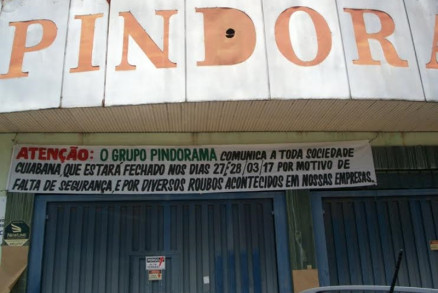 PINDORA
ATENÇÃO: O GRUPO PINDORAMA COMUNICA A TODA SOCIEDADE
CUIABANA, QUE ESTARÁ FECHADO NOS DIAS 27 E 28/03/17 POR MOTIVO DE
FALTA DE SEGURANÇA, E POR DIVERSOS ROUBOS ACONTECIDOS EM NOSSAS EMPRESAS.